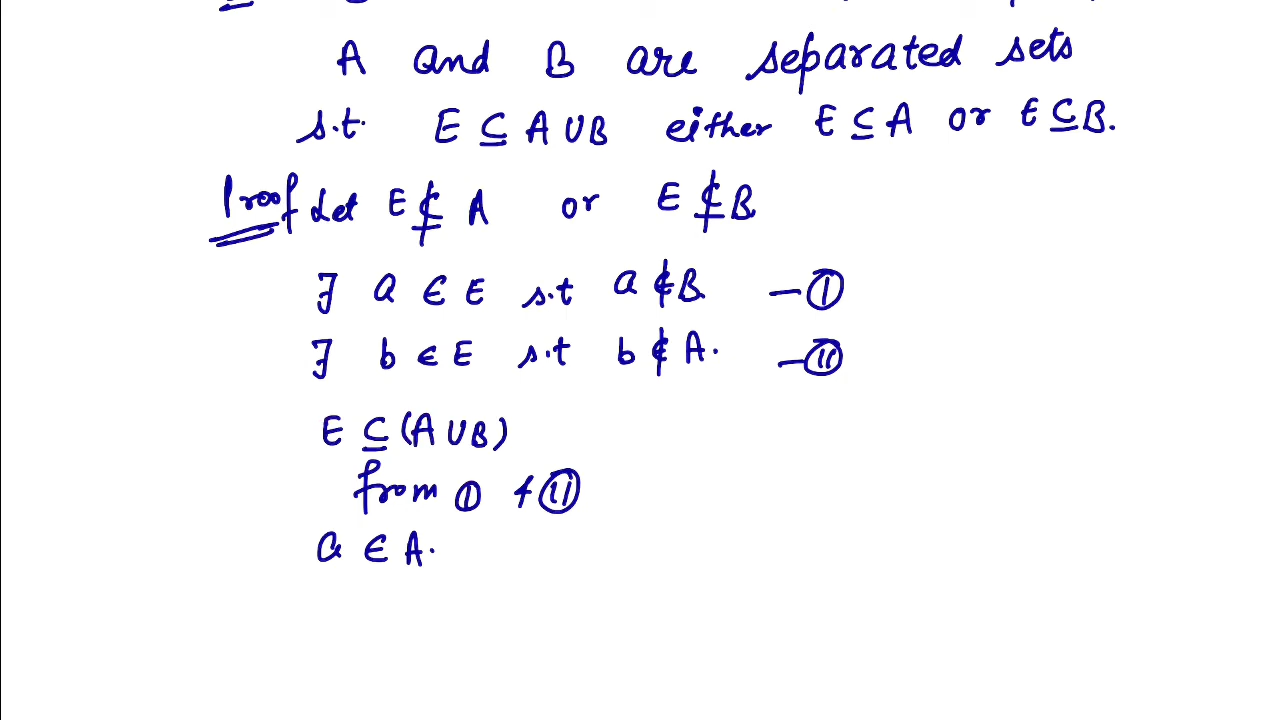 A and B are separated sets
s.t. E ⊆ A ∪ B either E ⊆ A or E ⊆ B.
Proof Let E ⊈ A or E ⊈ B
∃ a ∈ E s.t a ∉ B —Ⓘ
∃ b ∈ E s.t b ∉ A. —ⓘⓘ
E ⊆ (A ∪ B)
from Ⓘ & ⓘⓘ
a ∈ A.